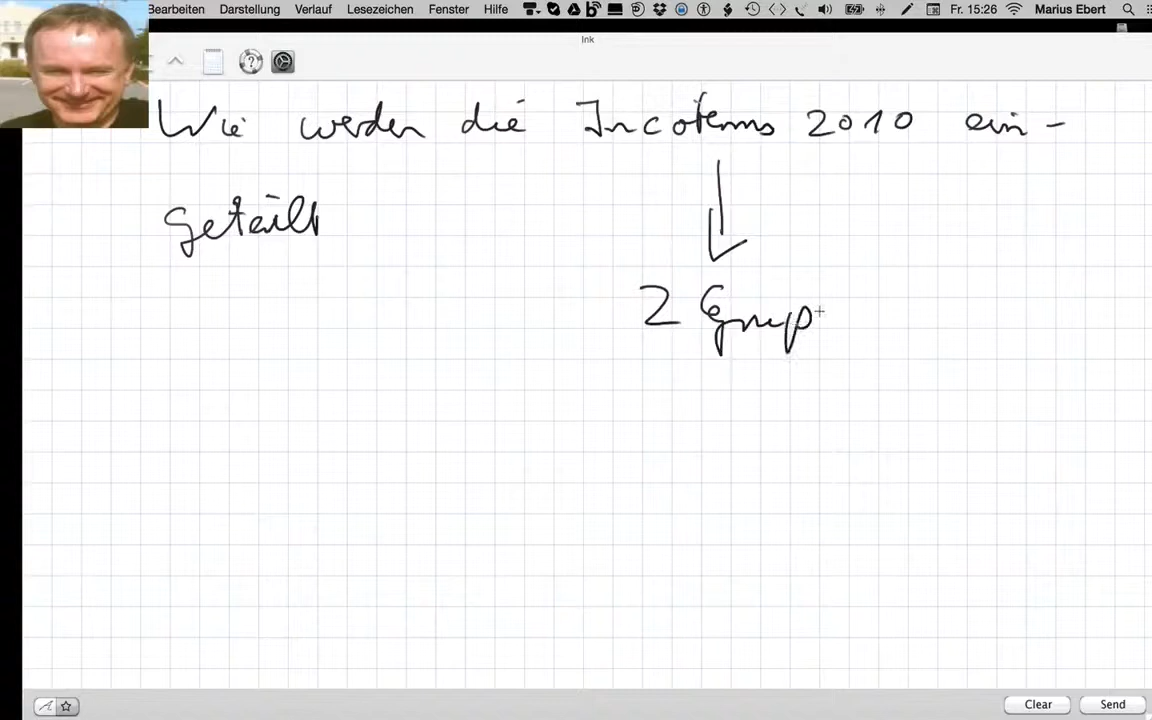 Bearbeiten Darstellung Verlauf Lesezeichen Fenster Hilfe Fr. 15:26 Marius Ebert
Ink
Wie werden die Incoterms 2010 ein-
geteilt
2 Grup
Clear Send